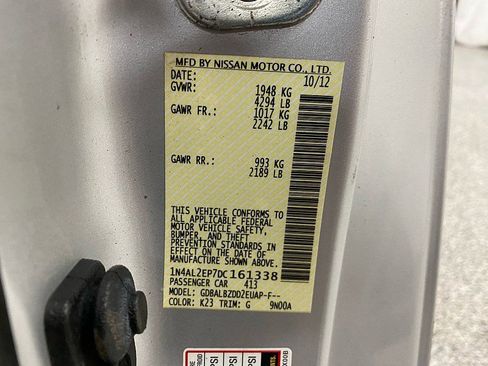 MFD BY NISSAN MOTOR CO., LTD.
DATE: 10/12
GVWR: 1948 KG
4294 LB
GAWR FR.: 1017 KG
2242 LB
GAWR RR.: 993 KG
2189 LB
THIS VEHICLE CONFORMS TO
ALL APPLICABLE FEDERAL
MOTOR VEHICLE SAFETY,
BUMPER, AND THEFT
PREVENTION STANDARDS IN
EFFECT ON THE DATE OF
MANUFACTURE SHOWN ABOVE.
1N4AL2EP7DC161338
PASSENGER CAR 413
MODEL: GDBALBZDD2EUAP-F--
COLOR: K23 TRIM: G 9N00A
PSI
PSI